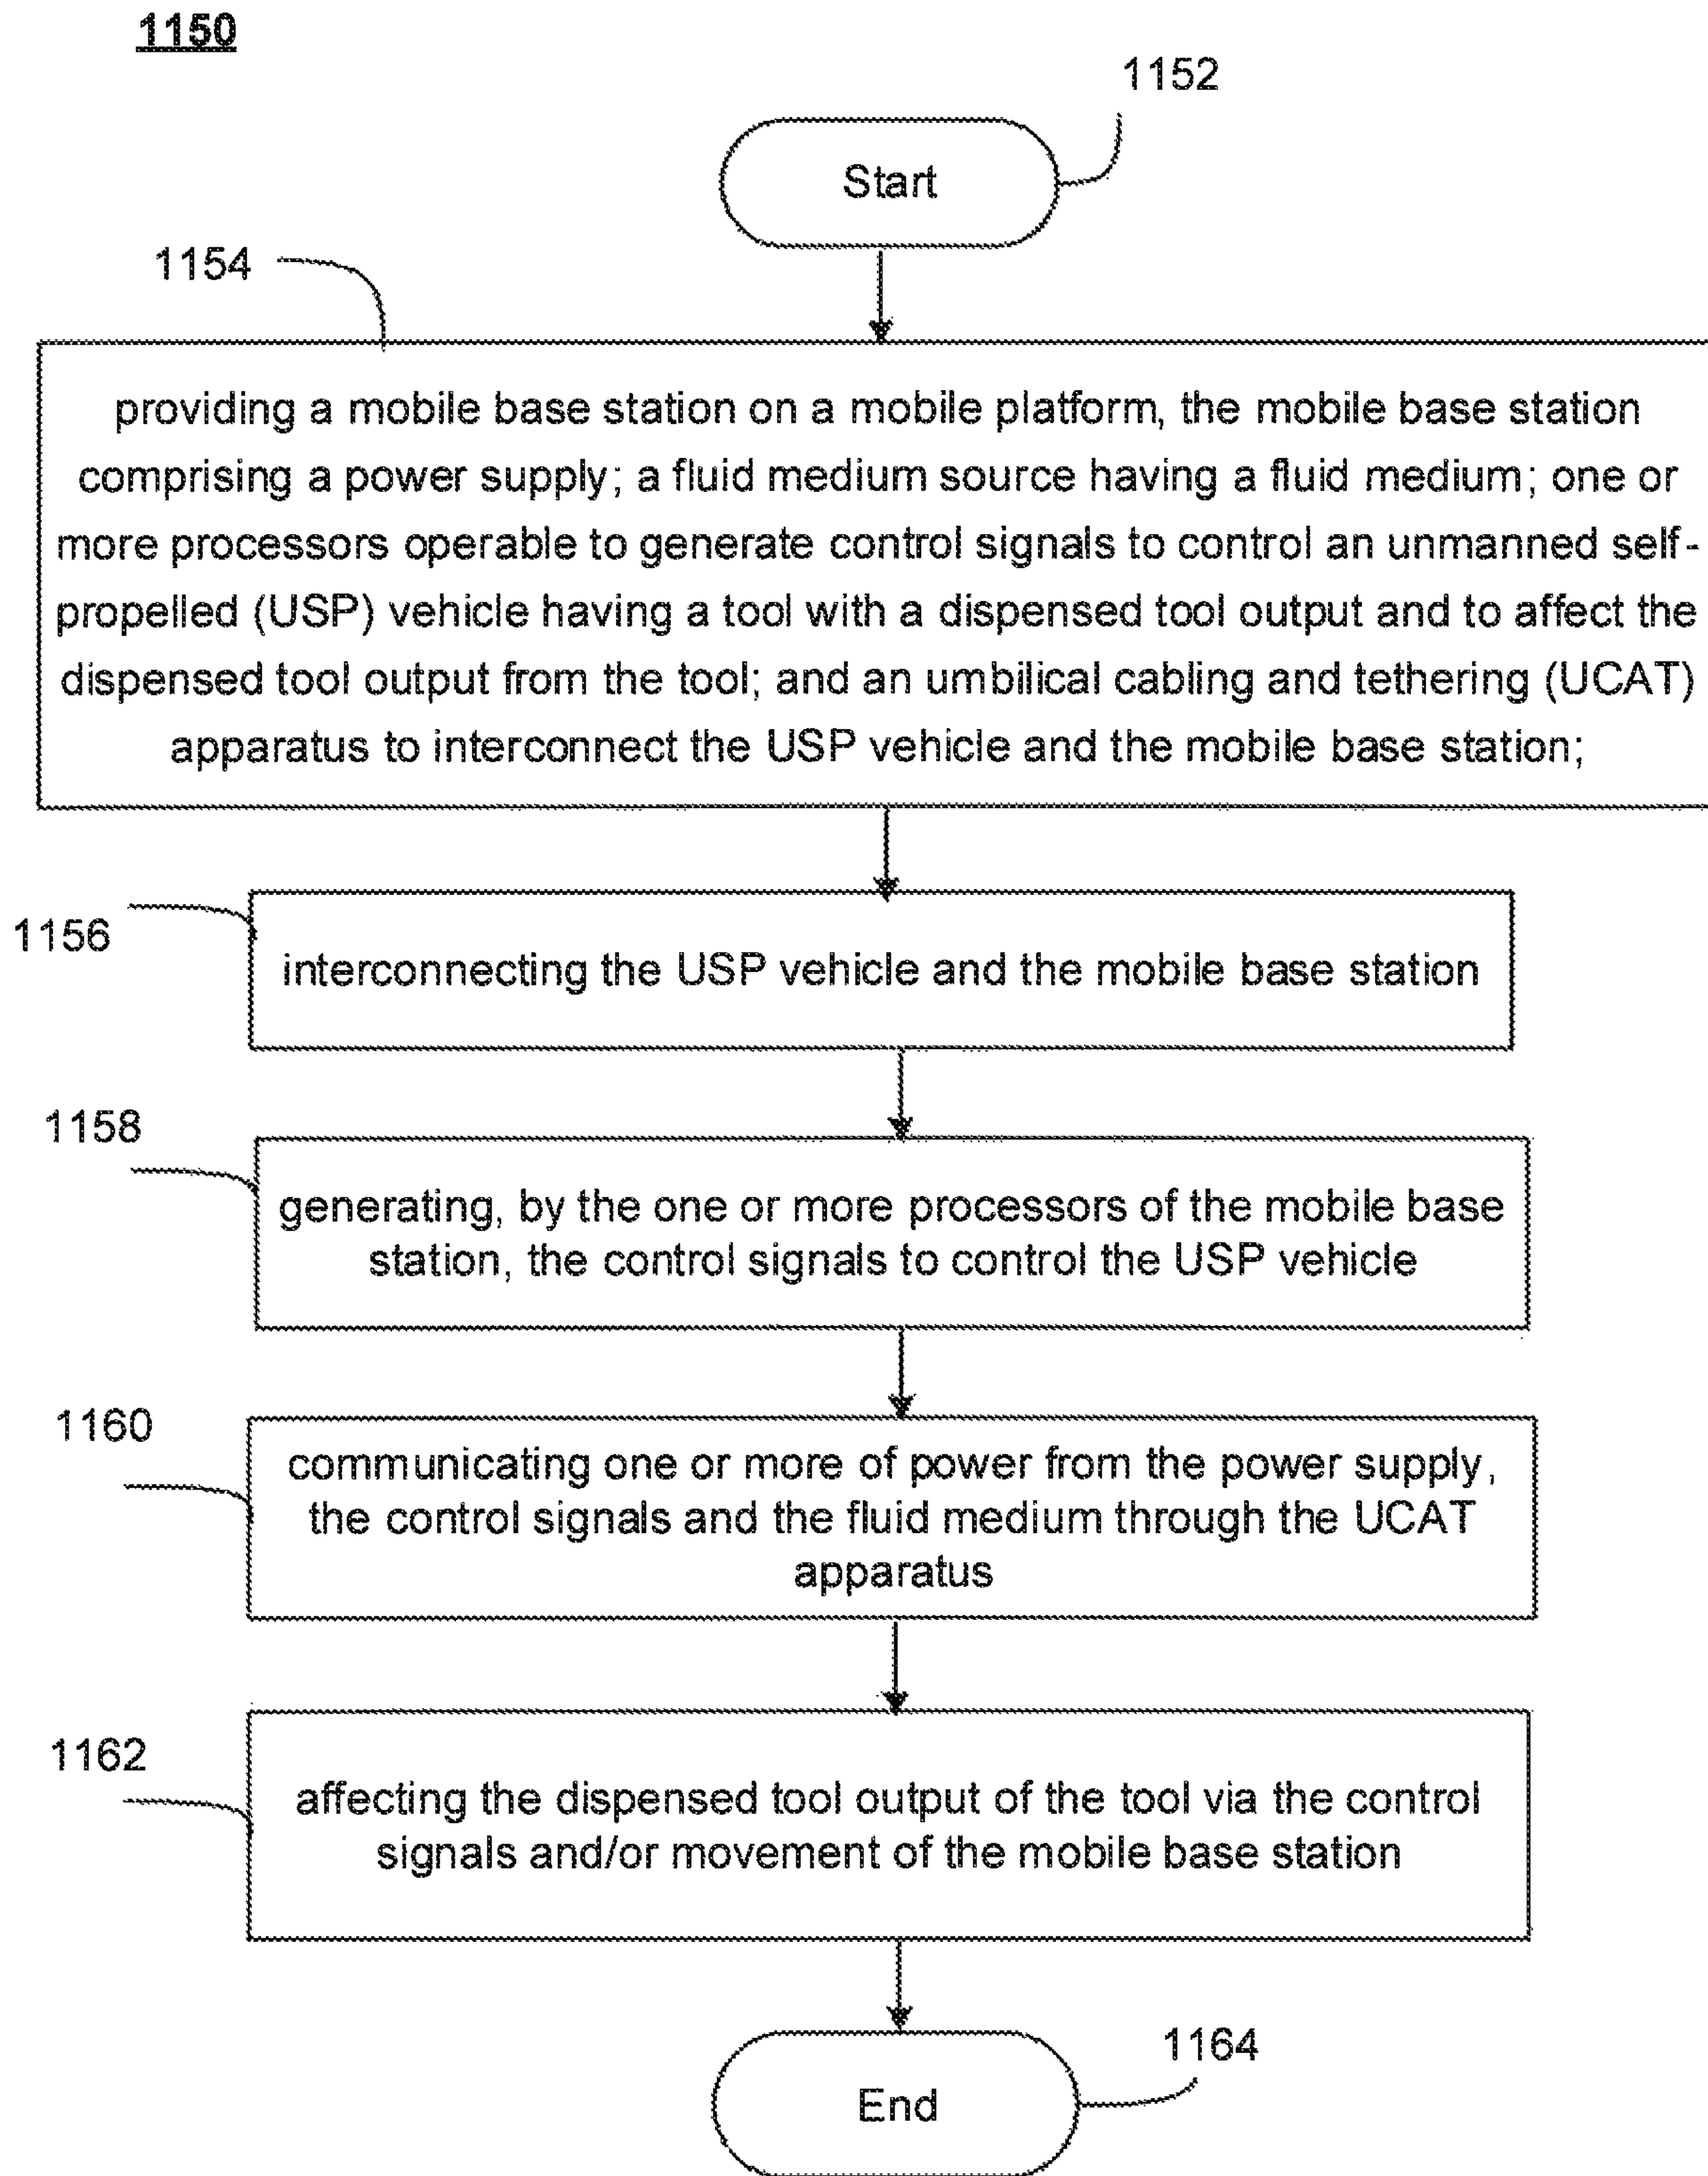 1150
1152
Start
1154
providing a mobile base station on a mobile platform, the mobile base station
comprising a power supply; a fluid medium source having a fluid medium; one or
more processors operable to generate control signals to control an unmanned self-
propelled (USP) vehicle having a tool with a dispensed tool output and to affect the
dispensed tool output from the tool; and an umbilical cabling and tethering (UCAT)
apparatus to interconnect the USP vehicle and the mobile base station;
1156
interconnecting the USP vehicle and the mobile base station
1158
generating, by the one or more processors of the mobile base
station, the control signals to control the USP vehicle
1160
communicating one or more of power from the power supply,
the control signals and the fluid medium through the UCAT
apparatus
1162
affecting the dispensed tool output of the tool via the control
signals and/or movement of the mobile base station
1164
End